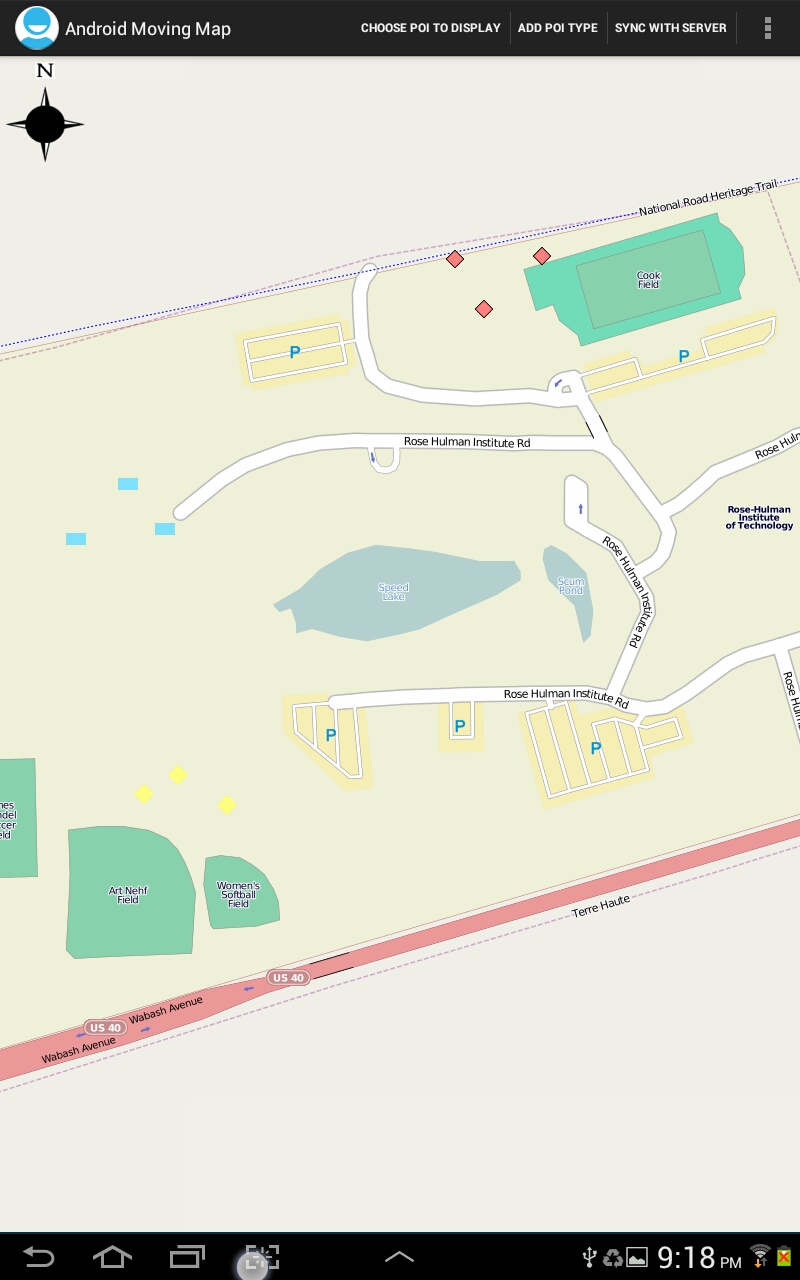 Android Moving Map
CHOOSE POI TO DISPLAY
ADD POI TYPE
SYNC WITH SERVER
N
National Road Heritage Trail
Cook
Field
P
P
Rose Hulman Institute Rd
Rose
Rose-Hulman
Institute
of Technology
Rose Hulman Institute Rd
Speed
Lake
Scum
Pond
Rose Hulman Institute Rd
Rose
P
P
P
Art Nehf
Field
Women's
Softball
Field
Terre Haute
US 40
Wabash Avenue
US 40
Wabash Avenue
9:18 PM